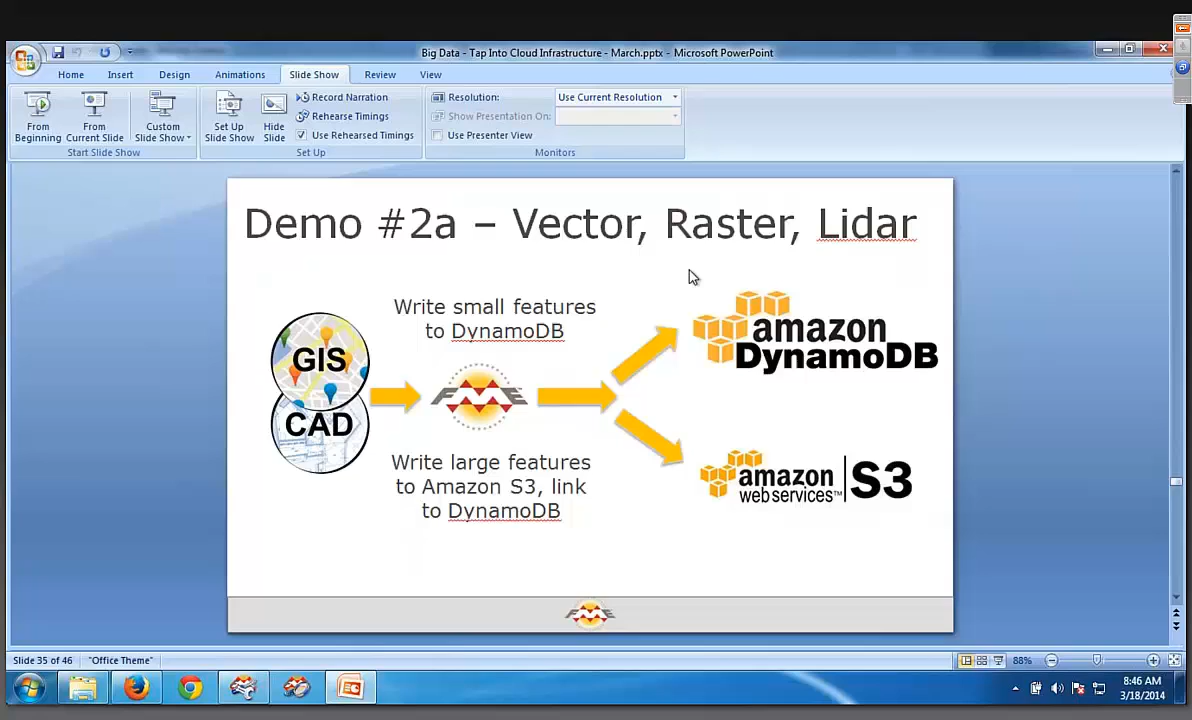 Big Data - Tap Into Cloud Infrastructure - March.pptx - Microsoft PowerPoint
Home Insert Design Animations Slide Show Review View
From Beginning
From Current Slide
Custom Slide Show
Start Slide Show
Set Up Slide Show
Hide Slide
Record Narration
Rehearse Timings
Use Rehearsed Timings
Set Up
Resolution: Use Current Resolution
Show Presentation On:
Use Presenter View
Monitors
Demo #2a – Vector, Raster, Lidar
Write small features
to DynamoDB
GIS
CAD
FME
Write large features
to Amazon S3, link
to DynamoDB
amazon
DynamoDB
amazon
web services™
S3
FME
Slide 35 of 46 "Office Theme" 88%
8:46 AM
3/18/2014